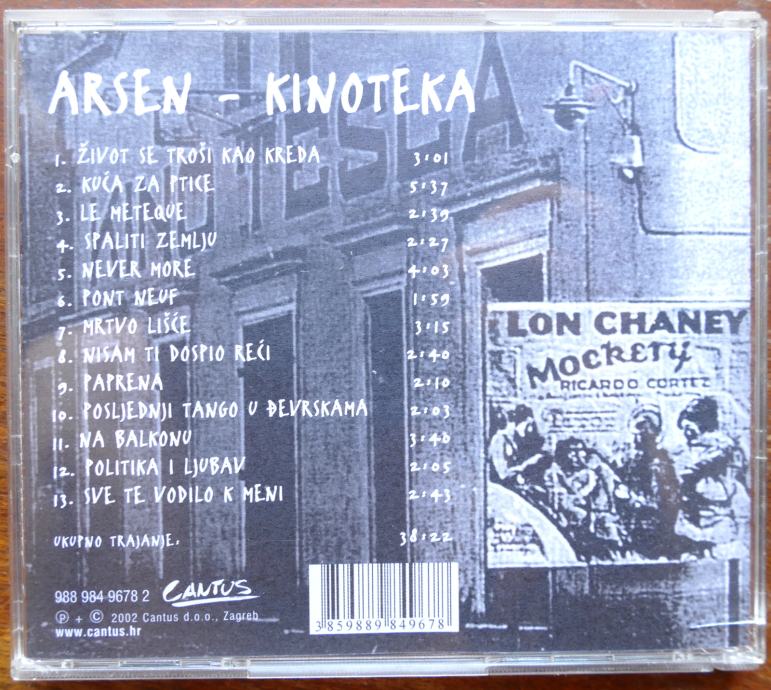 ARSEN - KINOTEKA
TESLA
1. ŽIVOT SE TROŠI KAO KREDA 3:01
2. KUĆA ZA PTICE 5:37
3. LE METEQUE 2:39
4. SPALITI ZEMLJU 2:27
5. NEVER MORE 4:03
6. PONT NEUF 1:59
7. MRTVO LIŠĆE 3:15
8. NISAM TI DOSPIO REĆI 2:40
9. PAPRENA 2:10
10. POSLJEDNJI TANGO U ĐEVRSKAMA 2:03
11. NA BALKONU 3:40
12. POLITIKA I LJUBAV 2:05
13. SVE TE VODILO K MENI 2:43
UKUPNO TRAJANJE: 38:22
LON CHANEY
MOCKERY
RICARDO CORTEZ
988 984 9678 2 CANTUS
℗ + © 2002 Cantus d.o.o., Zagreb
www.cantus.hr
3 859889 849678